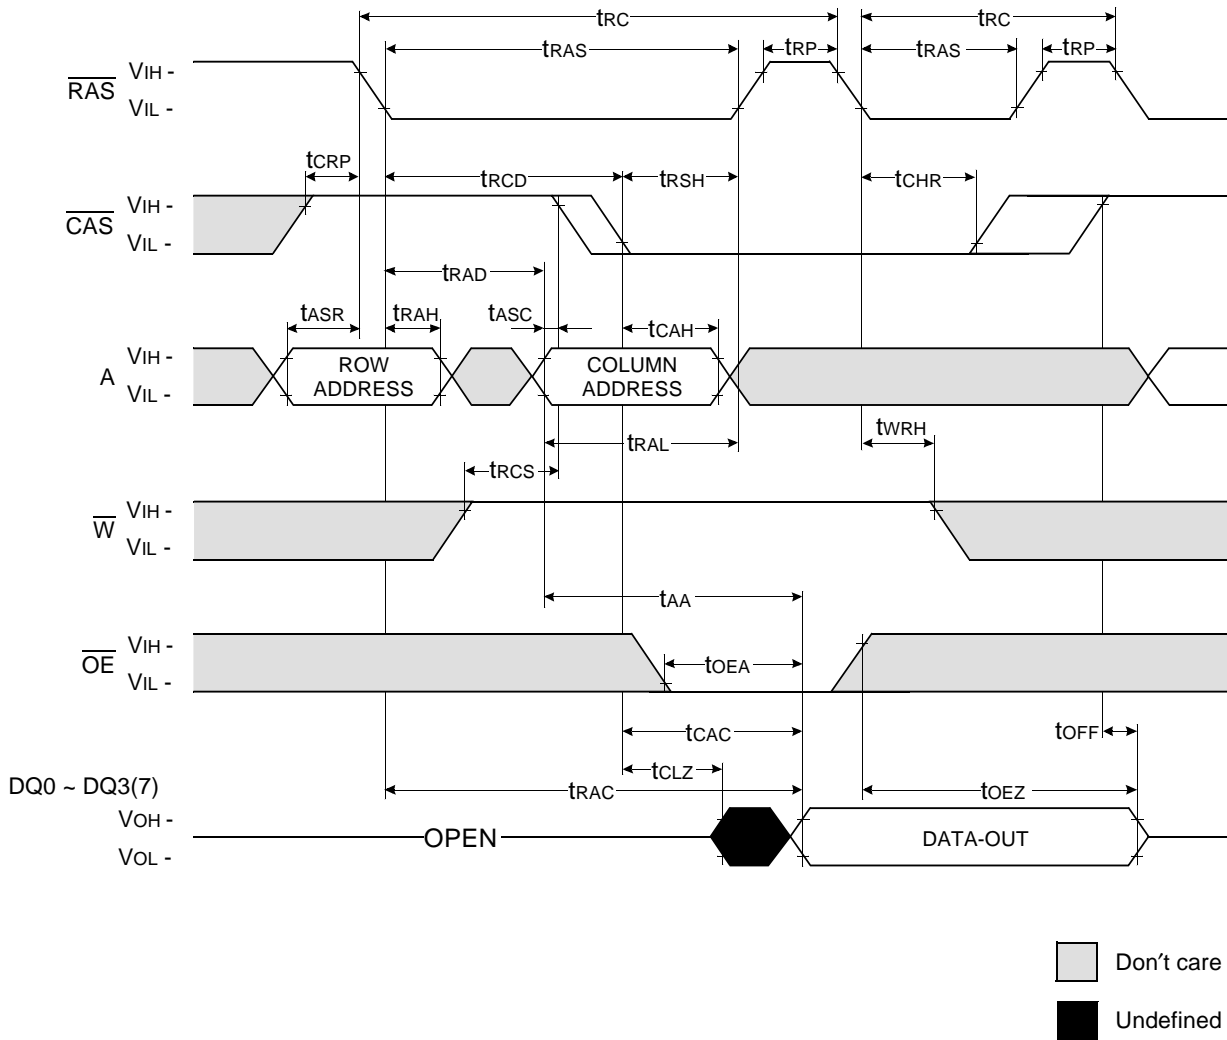 tRC tRC
tRAS tRP tRAS tRP
RAS VIH -
VIL -
tCRP tRCD tRSH tCHR
CAS VIH -
VIL -
tRAD
tASR tRAH tASC tCAH
A VIH -
VIL -
ROW ADDRESS
COLUMN ADDRESS
tWRH
tRAL
tRCS
W VIH -
VIL -
tAA
OE VIH -
VIL -
tOEA
tCAC tOFF
tCLZ
DQ0 ~ DQ3(7) tRAC tOEZ
VOH -
VOL -
OPEN DATA-OUT
Don't care
Undefined